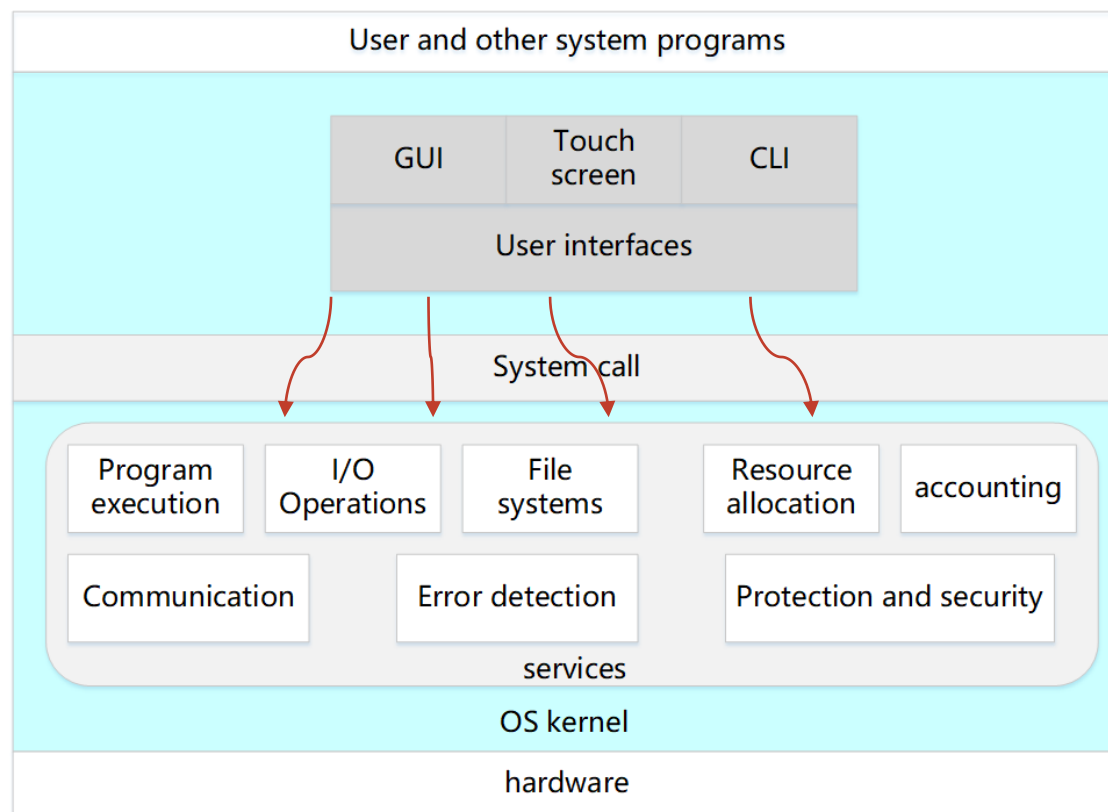 User and other system programs
GUI
Touch
screen
CLI
User interfaces
System call
Program
execution
I/O
Operations
File
systems
Resource
allocation
accounting
Communication
Error detection
Protection and security
services
OS kernel
hardware